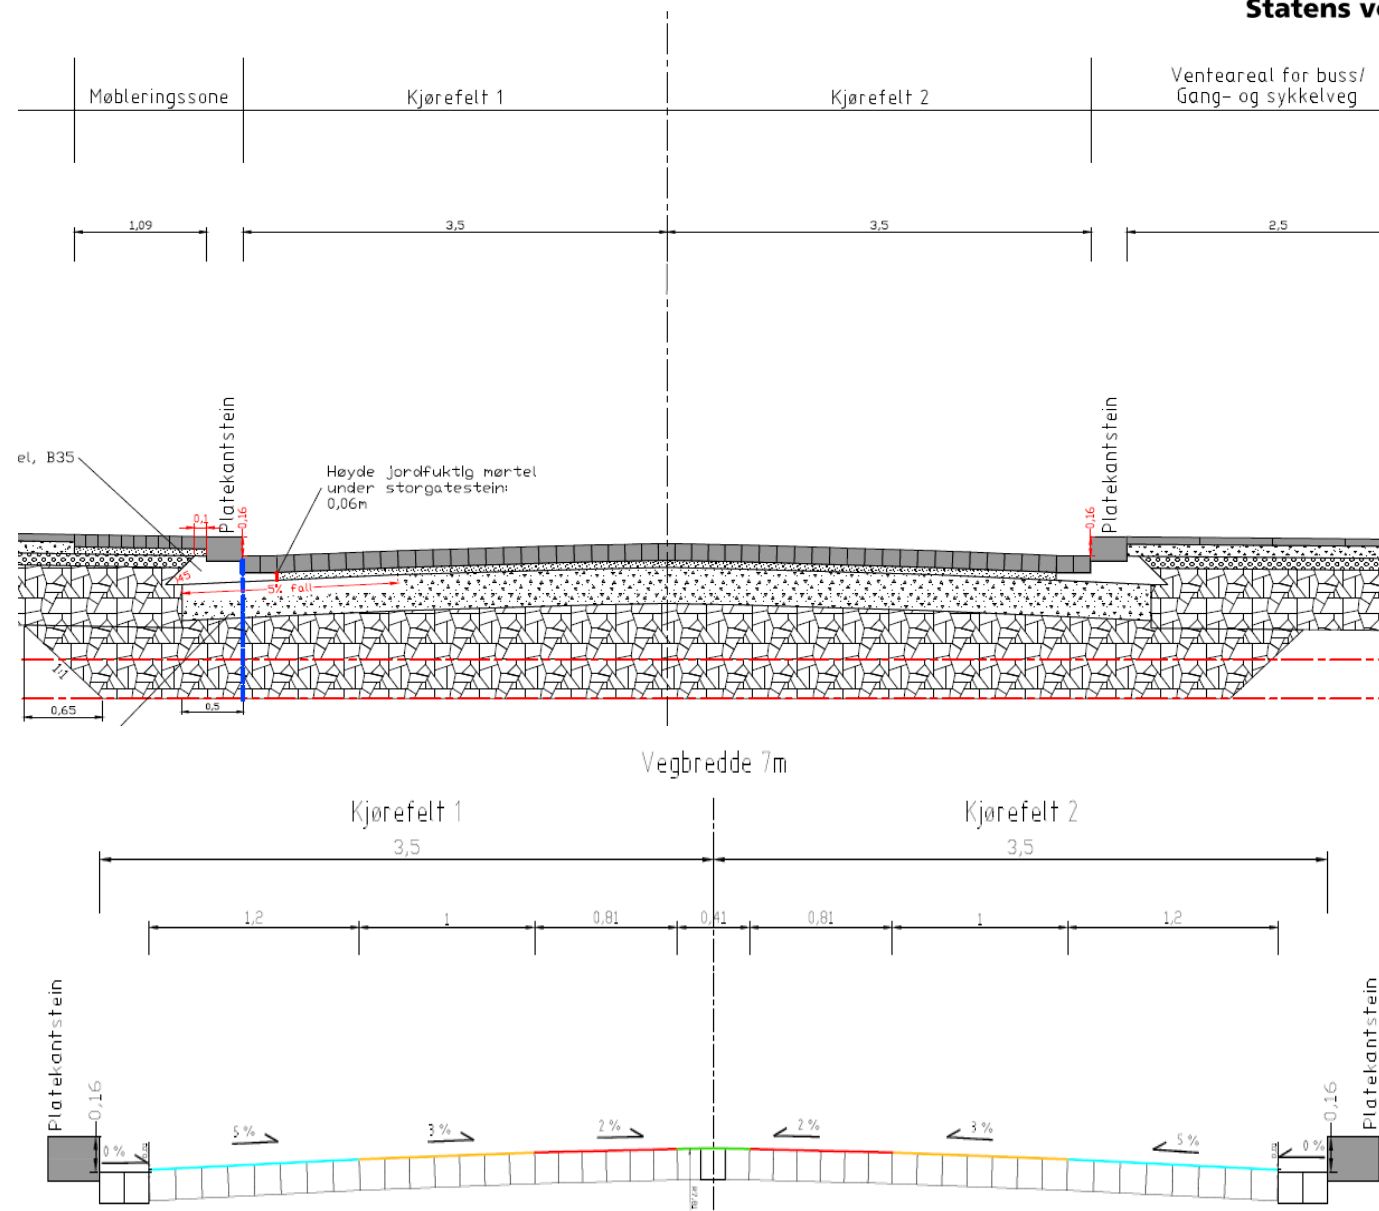 Statens v
Møbleringssone
Kjørefelt 1
Kjørefelt 2
Venteareal for buss/
Gang- og sykkelveg
1,09
3,5
3,5
2,5
Platekantstein
Platekantstein
el, B35
Høyde jordfuktig mørtel
under storgatestein:
0,06m
0,1
0,16
0,16
45
5% fall
1:1
0,65
0,5
Vegbredde 7m
Kjørefelt 1
Kjørefelt 2
3,5
3,5
1,2
1
0,81
0,41
0,81
1
1,2
Platekantstein
Platekantstein
0,16
0,16
0 %
5 %
3 %
2 %
2 %
3 %
5 %
0 %